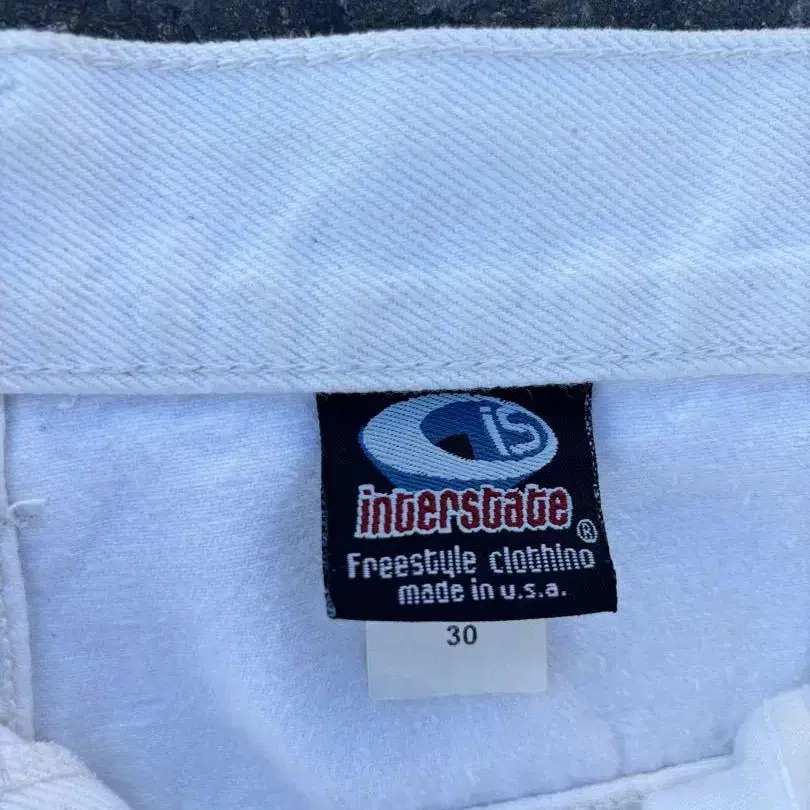 is
interstate
®
Freestyle clothing
made in u.s.a.
30